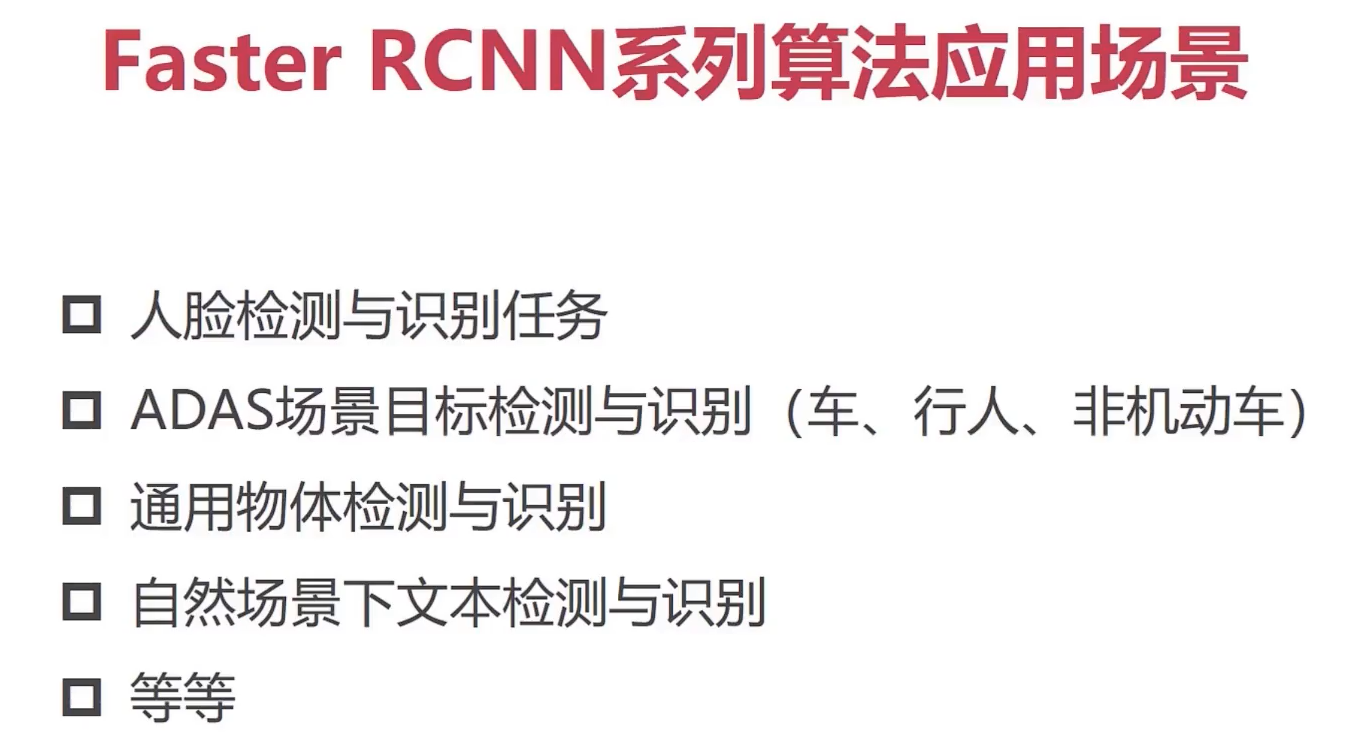 Faster RCNN系列算法应用场景
人脸检测与识别任务
ADAS场景目标检测与识别（车、行人、非机动车）
通用物体检测与识别
自然场景下文本检测与识别
等等